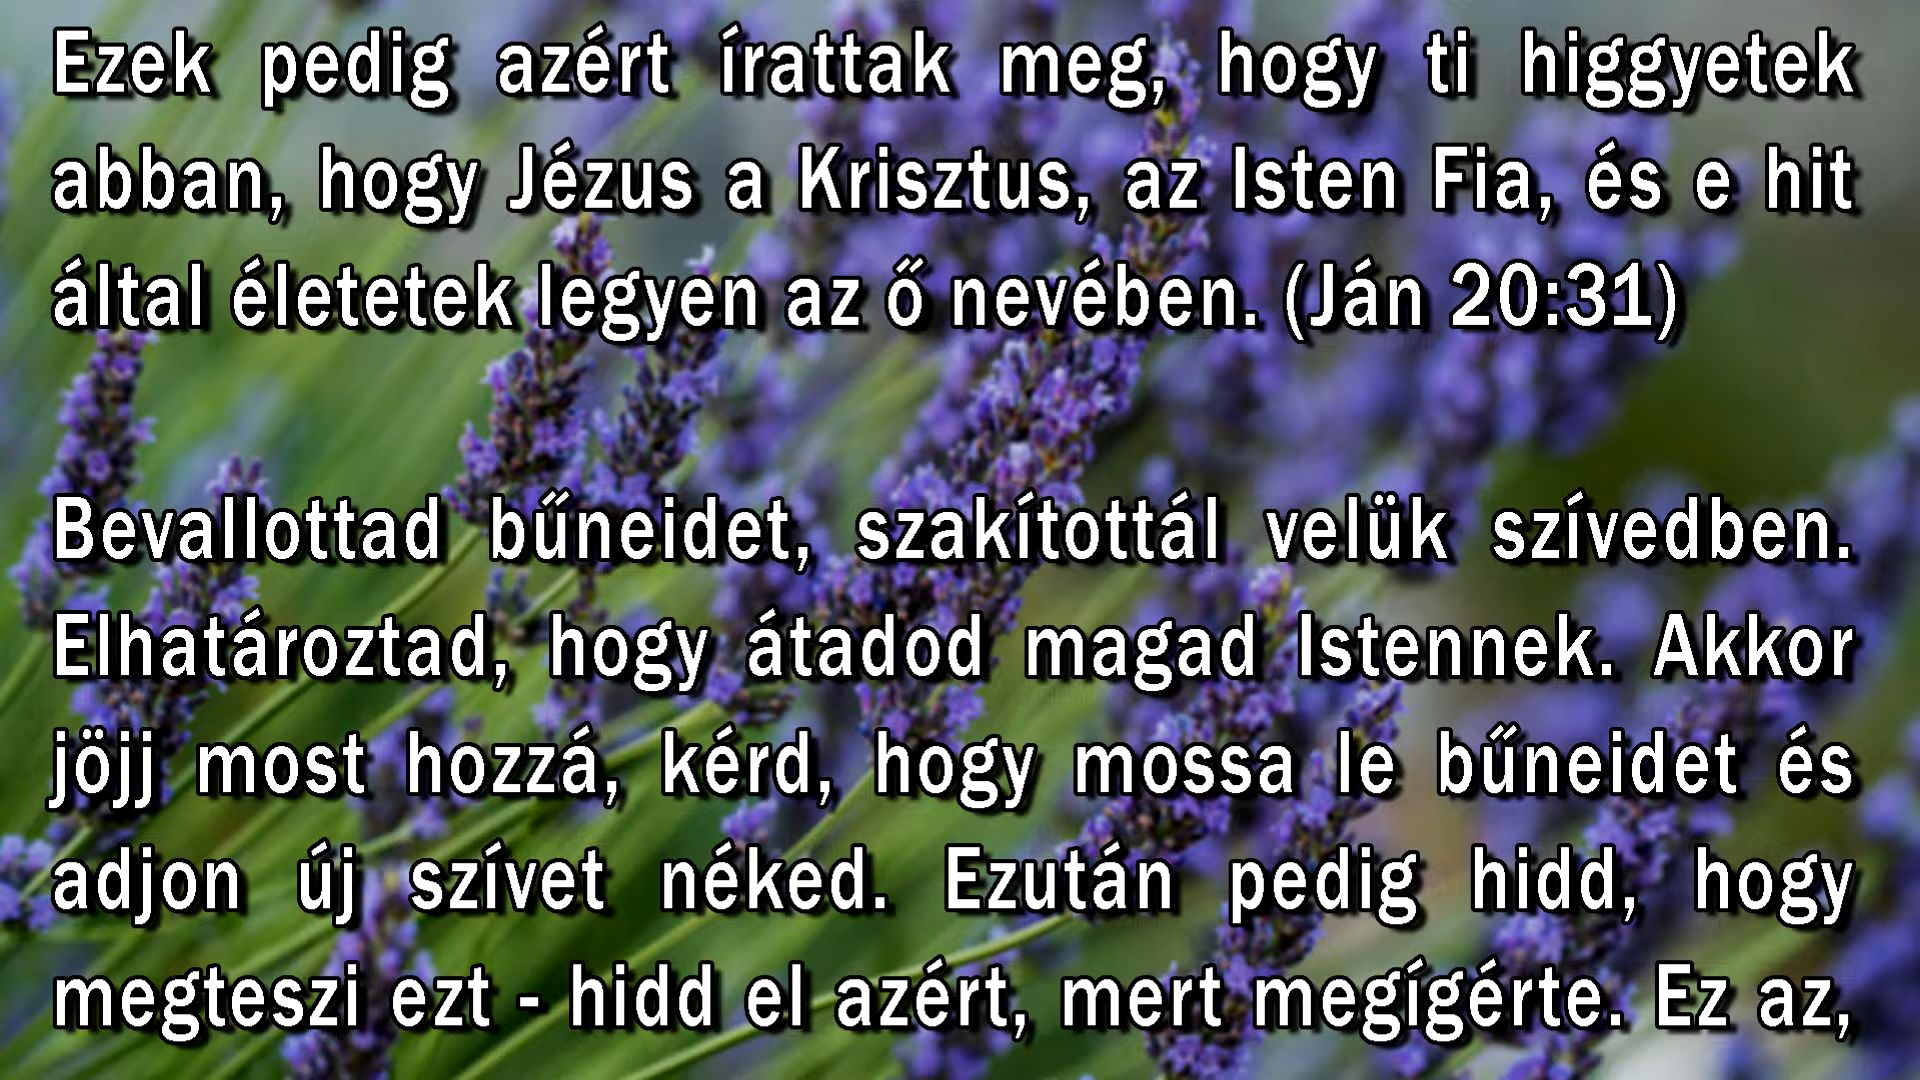 Ezek pedig azért írattak meg, hogy ti higgyetek
abban, hogy Jézus a Krisztus, az Isten Fia, és e hit
által életetek legyen az ő nevében. (Ján 20:31)
Bevallottad bűneidet, szakítottál velük szívedben.
Elhatároztad, hogy átadod magad Istennek. Akkor
jöjj most hozzá, kérd, hogy mossa le bűneidet és
adjon új szívet néked. Ezután pedig hidd, hogy
megteszi ezt - hidd el azért, mert megígérte. Ez az,